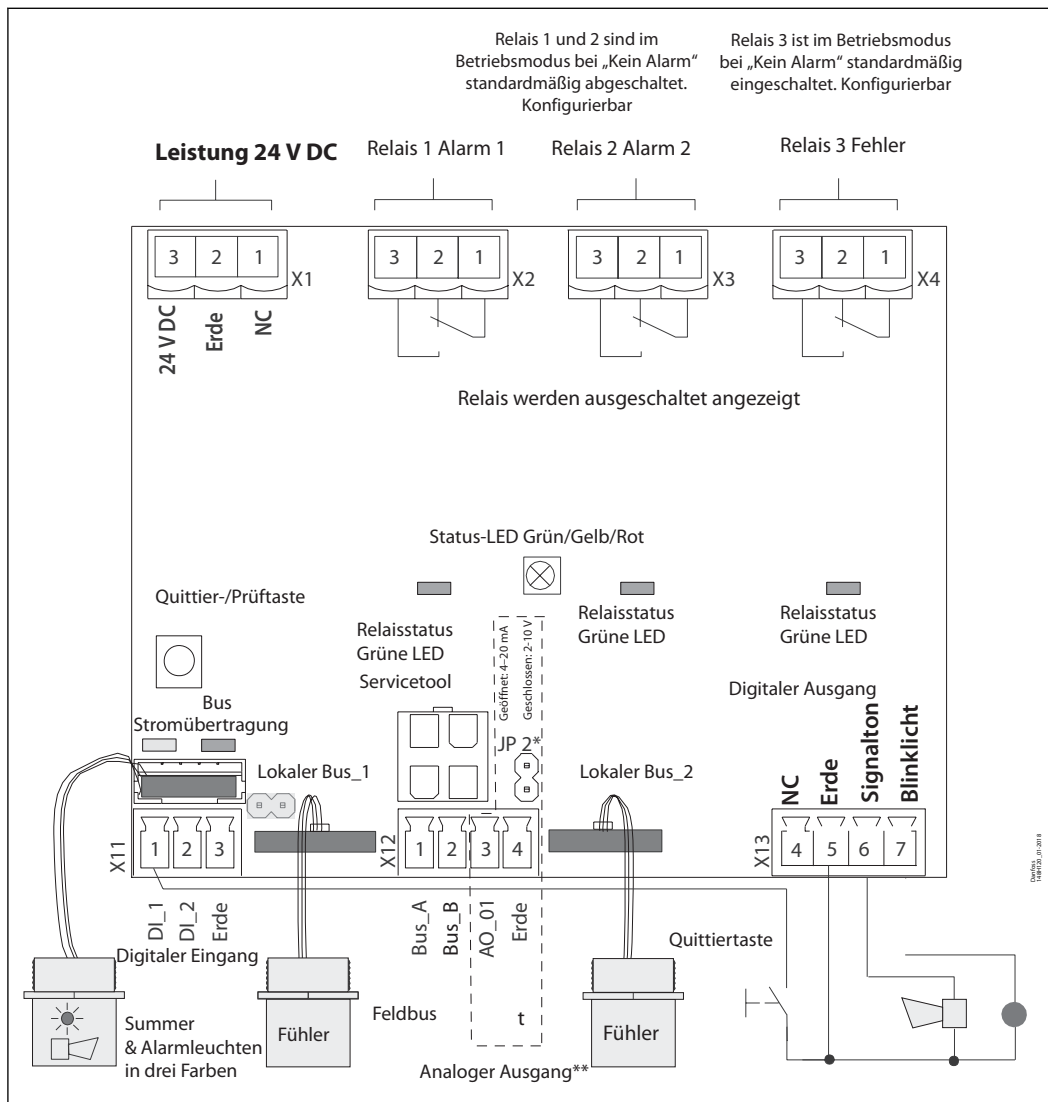 Relais 1 und 2 sind im
Betriebsmodus bei „Kein Alarm“
standardmäßig abgeschaltet.
Konfigurierbar
Relais 3 ist im Betriebsmodus
bei „Kein Alarm“ standardmäßig
eingeschaltet. Konfigurierbar
Leistung 24 V DC
Relais 1 Alarm 1
Relais 2 Alarm 2
Relais 3 Fehler
3 2 1
X1
3 2 1
X2
3 2 1
X3
3 2 1
X4
24 V DC
Erde
NC
Relais werden ausgeschaltet angezeigt
Status-LED Grün/Gelb/Rot
Quittier-/Prüftaste
Relaisstatus
Grüne LED
Relaisstatus
Grüne LED
Relaisstatus
Grüne LED
Servicetool
Geöffnet: 4–20 mA
Geschlossen: 2-10 V
Digitaler Ausgang
Bus
Stromübertragung
JP 2*
Lokaler Bus_1
Lokaler Bus_2
NC
Erde
Signalton
Blinklicht
X11
1 2 3
X12
1 2 3 4
X13
4 5 6 7
Danfoss
148H120_01-2018
DI_1
DI_2
Erde
Bus_A
Bus_B
AO_01
Erde
Digitaler Eingang
Quittiertaste
Feldbus
t
Summer
& Alarmleuchten
in drei Farben
Fühler
Fühler
Analoger Ausgang**